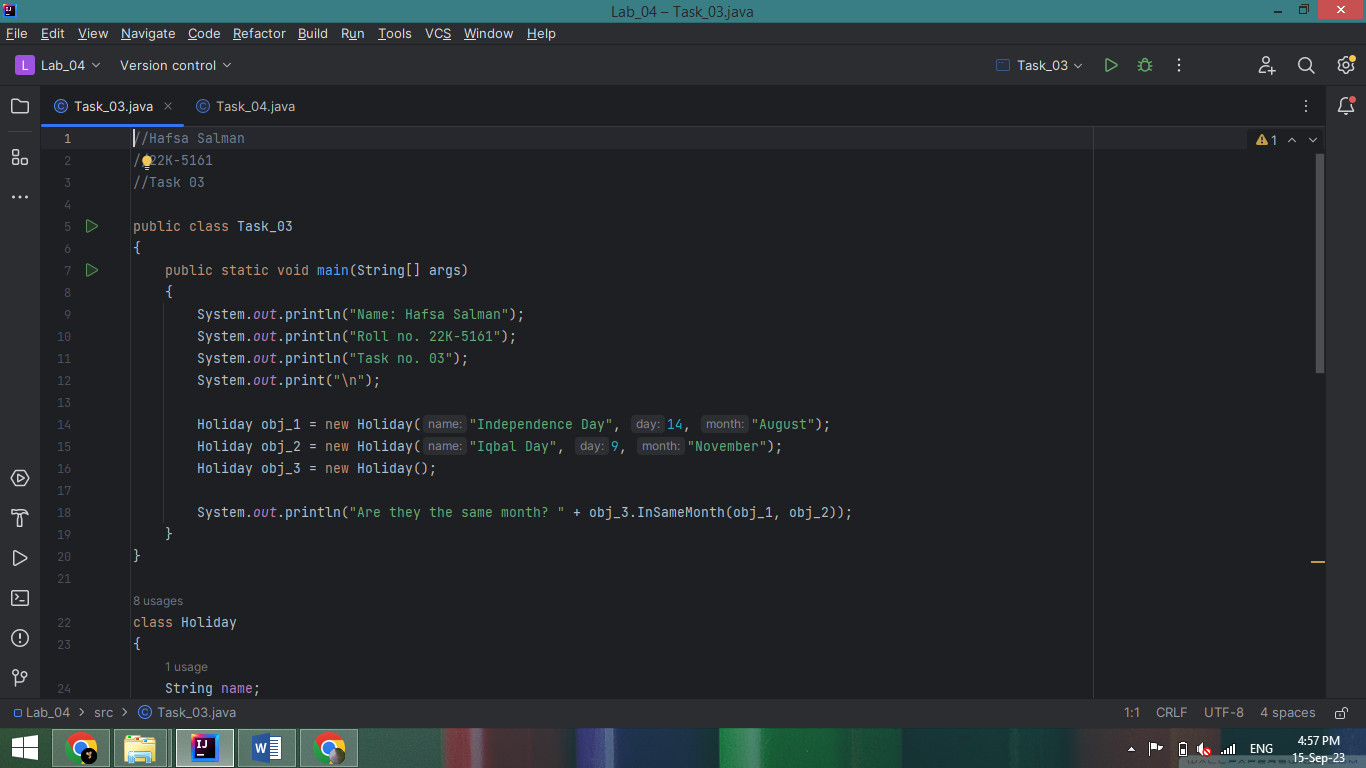 Lab_04 – Task_03.java
File Edit View Navigate Code Refactor Build Run Tools VCS Window Help
L Lab_04 Version control Task_03
Task_03.java Task_04.java
1 //Hafsa Salman 1
2 //22K-5161
3 //Task 03
4
5 public class Task_03
6 {
7 public static void main(String[] args)
8 {
9 System.out.println("Name: Hafsa Salman");
10 System.out.println("Roll no. 22K-5161");
11 System.out.println("Task no. 03");
12 System.out.print("\n");
13
14 Holiday obj_1 = new Holiday( name: "Independence Day", day: 14, month: "August");
15 Holiday obj_2 = new Holiday( name: "Iqbal Day", day: 9, month: "November");
16 Holiday obj_3 = new Holiday();
17
18 System.out.println("Are they the same month? " + obj_3.InSameMonth(obj_1, obj_2));
19 }
20 }
21
8 usages
22 class Holiday
23 {
1 usage
24 String name;
Lab_04 > src > Task_03.java 1:1 CRLF UTF-8 4 spaces
ENG 4:57 PM
15-Sep-23